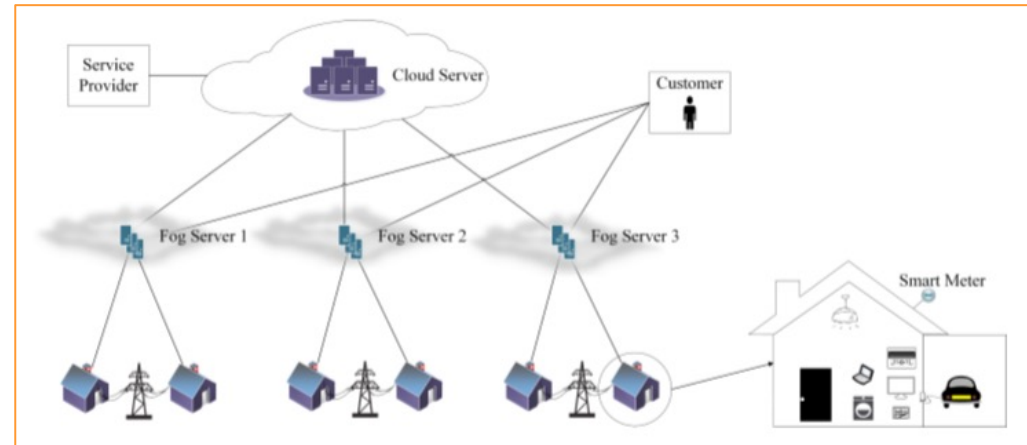 Service
Provider
Cloud Server
Customer
Fog Server 1
Fog Server 2
Fog Server 3
Smart Meter